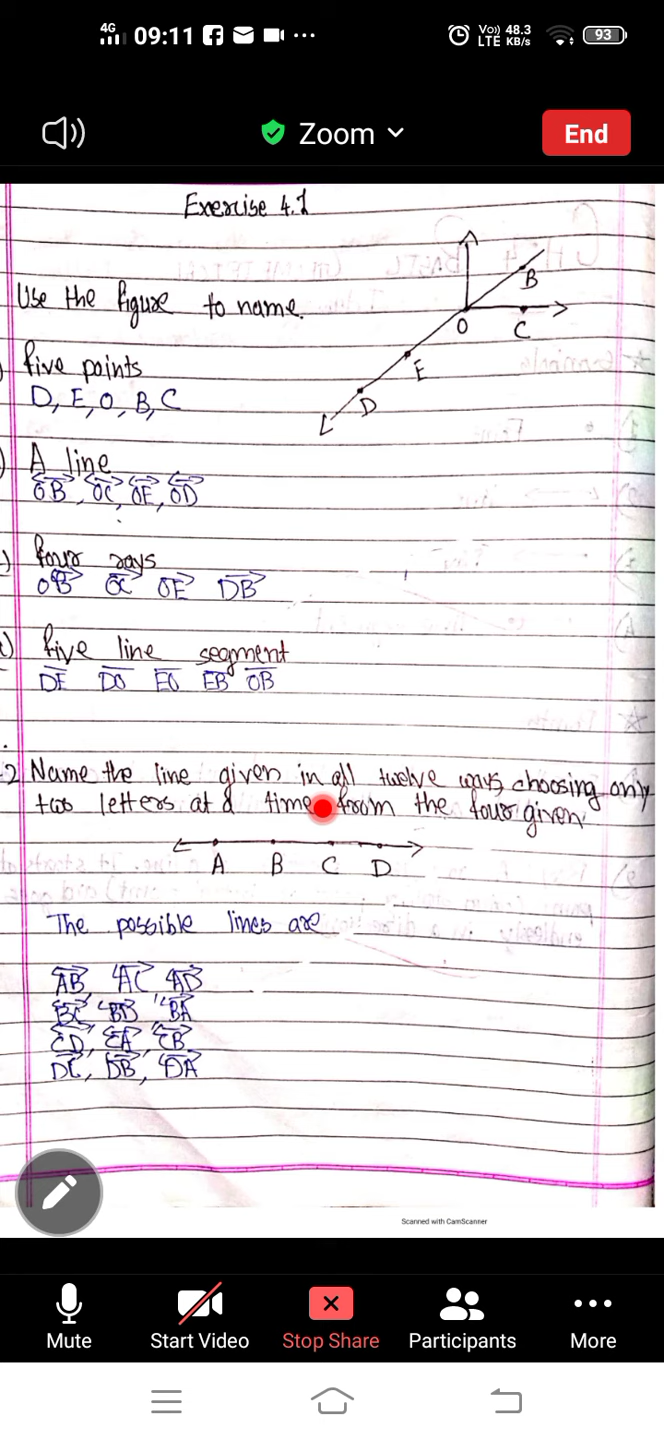 4G 09:11 Vo)) LTE 48.3 KB/s 93
Zoom End
Exercise 4.1
Use the figure to name.
B
O C
E
D
five points
D, E, O, B, C
A line
OB, OC, OE, OD
four rays
OB OC OE DB
five line segment
DE DO EO EB OB
2 Name the line given in all twelve ways choosing only
two letters at a time from the four given
A B C D
The possible lines are
AB AC AD
BC BD BA
CD, CA CB
DC, DB, DA
Scanned with CamScanner
Mute Start Video Stop Share Participants More